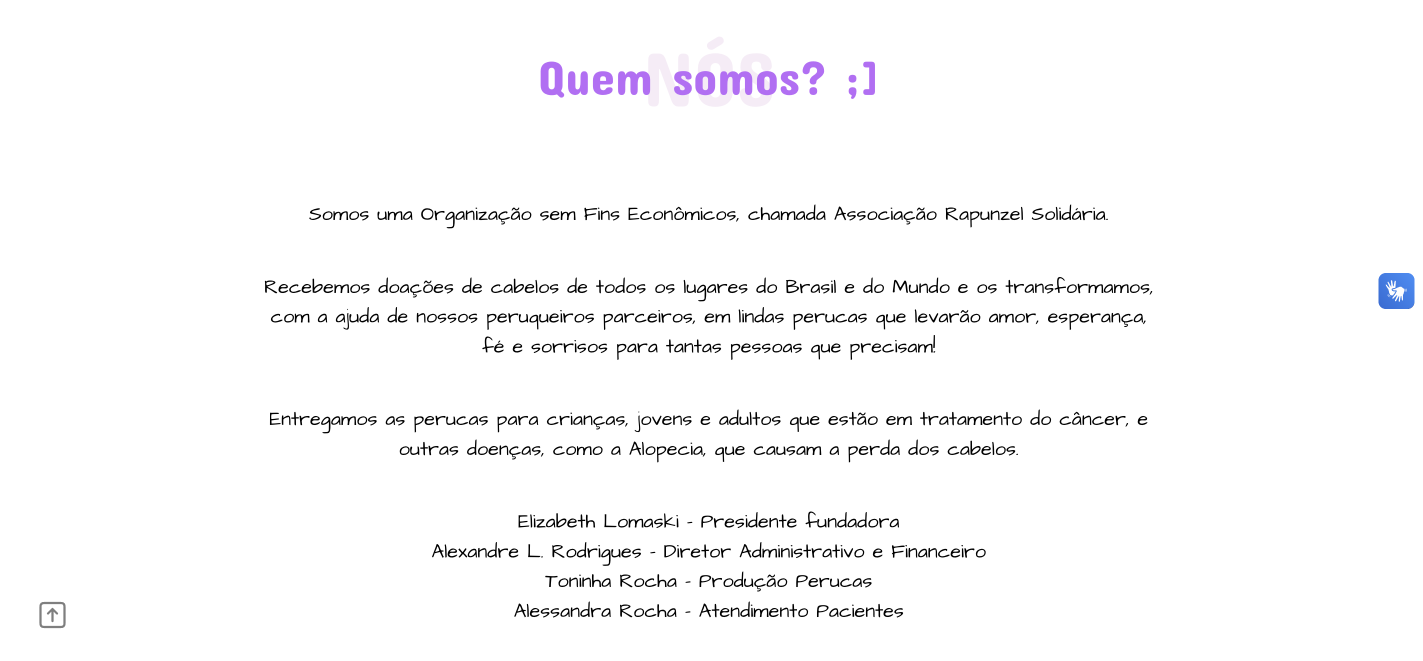 NÓS
Quem somos? ;]
Somos uma Organização sem Fins Econômicos, chamada Associação Rapunzel Solidária.
Recebemos doações de cabelos de todos os lugares do Brasil e do Mundo e os transformamos,
com a ajuda de nossos peruqueiros parceiros, em lindas perucas que levarão amor, esperança,
fé e sorrisos para tantas pessoas que precisam!
Entregamos as perucas para crianças, jovens e adultos que estão em tratamento do câncer, e
outras doenças, como a Alopecia, que causam a perda dos cabelos.
Elizabeth Lomaski - Presidente fundadora
Alexandre L. Rodrigues - Diretor Administrativo e Financeiro
Toninha Rocha - Produção Perucas
Alessandra Rocha - Atendimento Pacientes